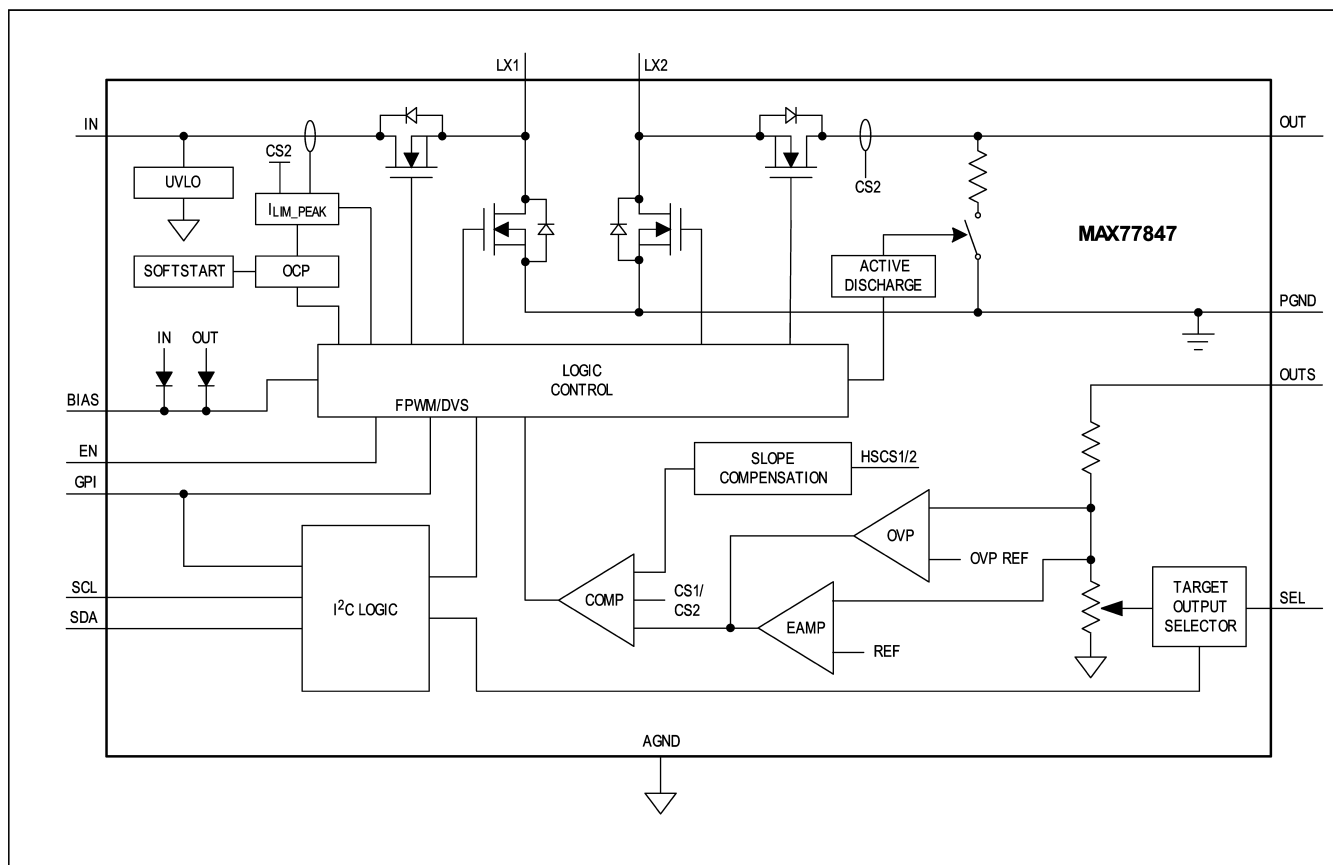 LX1
LX2
IN
OUT
CS2
CS2
UVLO
I_LIM_PEAK
MAX77847
SOFTSTART
OCP
ACTIVE
DISCHARGE
PGND
IN
OUT
LOGIC
CONTROL
FPWM/DVS
OUTS
BIAS
EN
GPI
SLOPE
COMPENSATION
HSCS1/2
OVP
OVP REF
SCL
SDA
I²C LOGIC
COMP
CS1/
CS2
EAMP
REF
TARGET
OUTPUT
SELECTOR
SEL
AGND